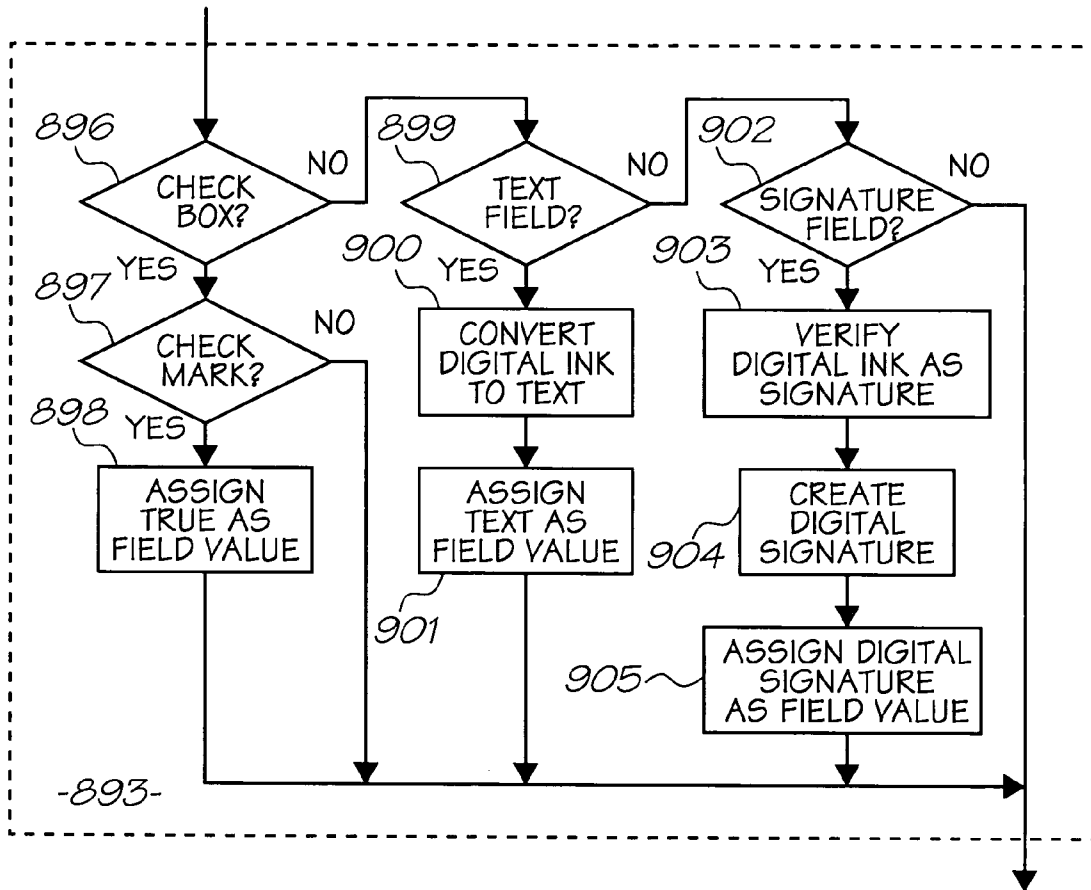 896
CHECK
BOX?
NO
YES
897
CHECK
MARK?
NO
YES
898
ASSIGN
TRUE AS
FIELD VALUE
899
TEXT
FIELD?
NO
YES
900
CONVERT
DIGITAL INK
TO TEXT
ASSIGN
TEXT AS
FIELD VALUE
901
902
SIGNATURE
FIELD?
NO
YES
903
VERIFY
DIGITAL INK AS
SIGNATURE
CREATE
DIGITAL
SIGNATURE
904
ASSIGN DIGITAL
SIGNATURE
AS FIELD VALUE
905
-893-